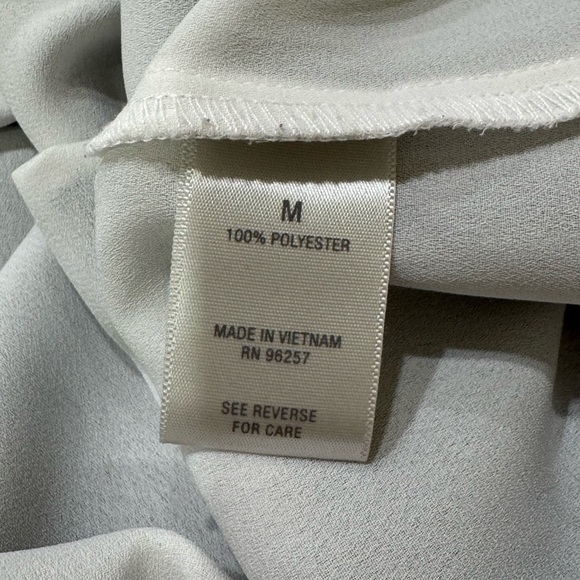 M
100% POLYESTER
MADE IN VIETNAM
RN 96257
SEE REVERSE
FOR CARE